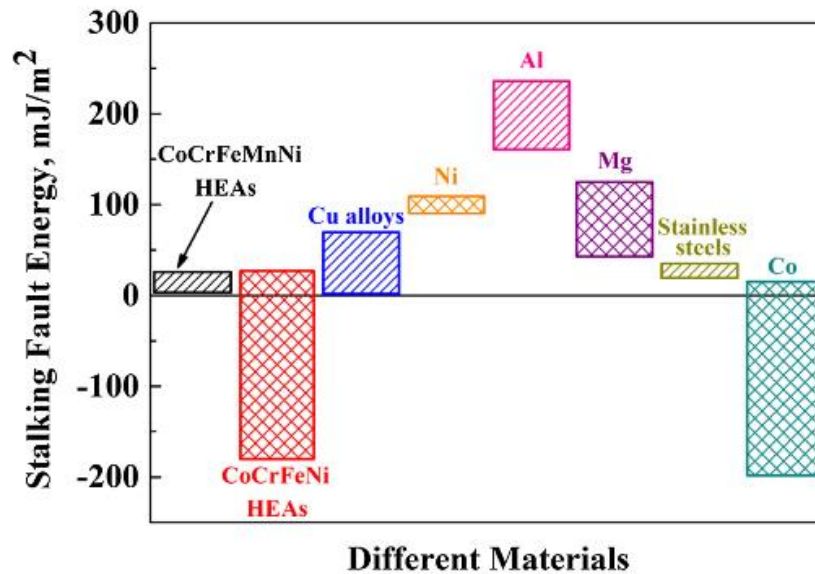 Stalking Fault Energy, mJ/m²
300
200
100
0
-100
-200
CoCrFeMnNi
HEAs
CoCrFeNi
HEAs
Cu alloys
Ni
Al
Mg
Stainless
steels
Co
Different Materials